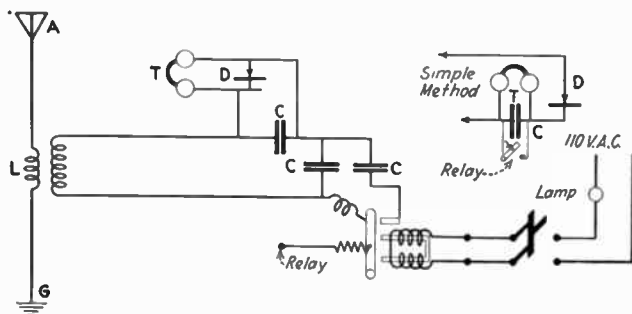 A
T
D
C
C
C
L
G
Relay
Simple
Method
D
T
C
Relay
110 V.A.C.
Lamp